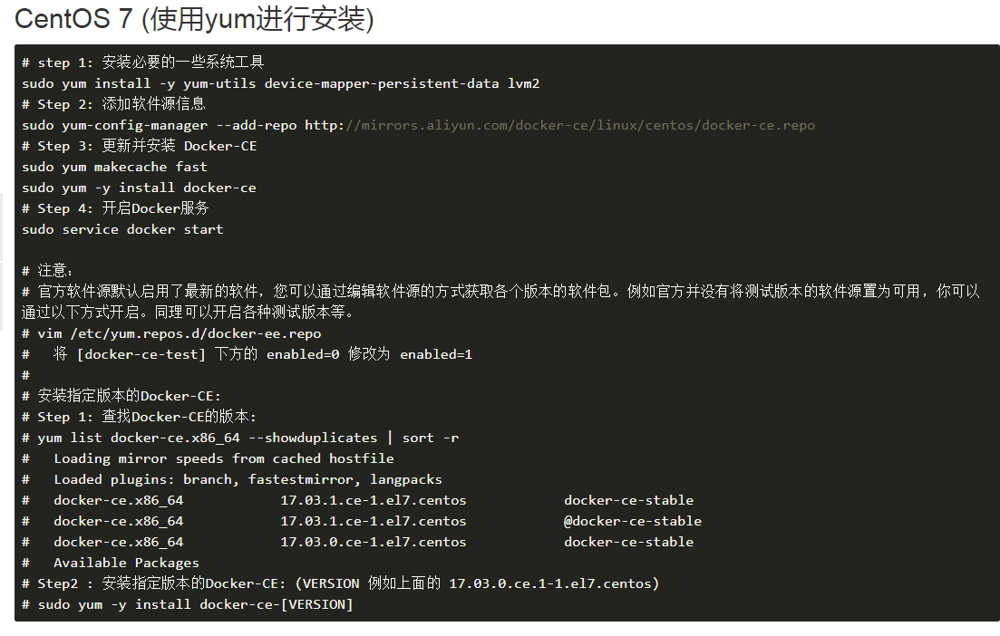 CentOS 7 (使用yum进行安装)
# step 1: 安装必要的一些系统工具
sudo yum install -y yum-utils device-mapper-persistent-data lvm2
# Step 2: 添加软件源信息
sudo yum-config-manager --add-repo http://mirrors.aliyun.com/docker-ce/linux/centos/docker-ce.repo
# Step 3: 更新并安装 Docker-CE
sudo yum makecache fast
sudo yum -y install docker-ce
# Step 4: 开启Docker服务
sudo service docker start
# 注意:
# 官方软件源默认启用了最新的软件，您可以通过编辑软件源的方式获取各个版本的软件包。例如官方并没有将测试版本的软件源置为可用，你可以
通过以下方式开启。同理可以开启各种测试版本等。
# vim /etc/yum.repos.d/docker-ee.repo
#   将 [docker-ce-test] 下方的 enabled=0 修改为 enabled=1
#
# 安装指定版本的Docker-CE:
# Step 1: 查找Docker-CE的版本:
# yum list docker-ce.x86_64 --showduplicates | sort -r
#   Loading mirror speeds from cached hostfile
#   Loaded plugins: branch, fastestmirror, langpacks
#   docker-ce.x86_64            17.03.1.ce-1.el7.centos            docker-ce-stable
#   docker-ce.x86_64            17.03.1.ce-1.el7.centos            @docker-ce-stable
#   docker-ce.x86_64            17.03.0.ce-1.el7.centos            docker-ce-stable
#   Available Packages
# Step2 : 安装指定版本的Docker-CE: (VERSION 例如上面的 17.03.0.ce.1-1.el7.centos)
# sudo yum -y install docker-ce-[VERSION]